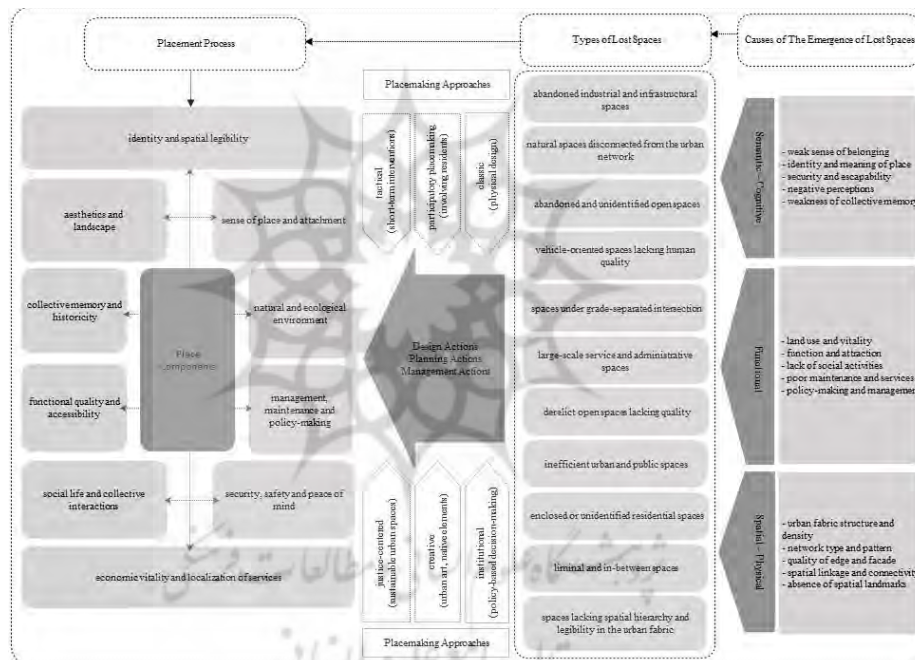 Placement Process
Types of Lost Spaces
Causes of The Emergence of Lost Spaces
identity and spatial legibility
aesthetics and
landscape
sense of place and attachment
collective memory and
historicity
natural and ecological
environment
Place
Components
functional quality and
accessibility
management,
maintenance and
policy-making
social life and collective
interactions
security, safety and peace of
mind
economic vitality and localization of services
Placemaking Approaches
tactical
(short-term interventions)
participatory placemaking
(involving residents)
classic
(physical design)
Design Actions
Planning Actions
Management Actions
justice-centered
(sustainable urban spaces)
creative
(urban art, native elements)
institutional
(policy-based decision-making)
Placemaking Approaches
abandoned industrial and infrastructural
spaces
natural spaces disconnected from the urban
network
abandoned and unidentified open spaces
vehicle-oriented spaces lacking human
quality
spaces under grade-separated intersection
large-scale service and administrative
spaces
derelict open spaces lacking quality
inefficient urban and public spaces
enclosed or unidentified residential spaces
liminal and in-between spaces
spaces lacking spatial hierarchy and
legibility in the urban fabric
Semantic – Cognitive
- weak sense of belonging
- identity and meaning of place
- security and escapability
- negative perceptions
- weakness of collective memory
Functional
- land use and vitality
- function and attraction
- lack of social activities
- poor maintenance and services
- policy-making and management
Spatial – Physical
- urban fabric structure and
density
- network type and pattern
- quality of edge and facade
- spatial linkage and connectivity
- absence of spatial landmarks
پژوهشگاه علوم انسانی و مطالعات فرهنگی